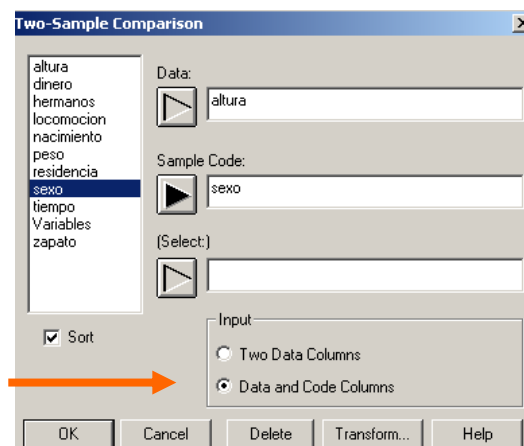 Two-Sample Comparison
altura
dinero
hermanos
locomocion
nacimiento
peso
residencia
sexo
tiempo
Variables
zapato
Sort
Data:
altura
Sample Code:
sexo
(Select:)
Input
Two Data Columns
Data and Code Columns
OK Cancel Delete Transform... Help